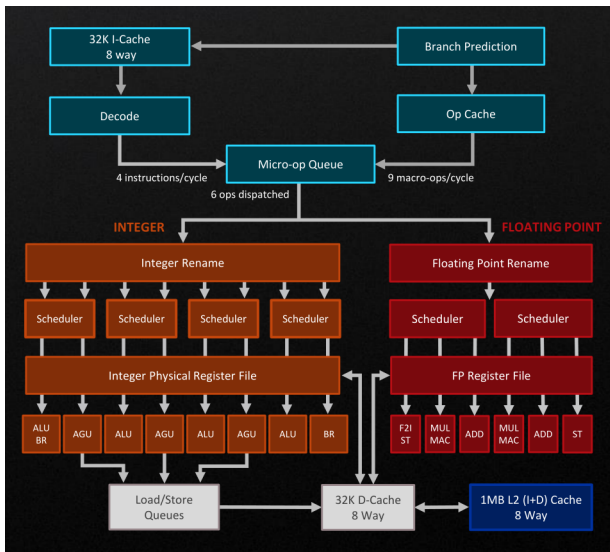 32K I-Cache
8 way
Branch Prediction
Decode
Op Cache
Micro-op Queue
4 instructions/cycle
9 macro-ops/cycle
6 ops dispatched
INTEGER
FLOATING POINT
Integer Rename
Floating Point Rename
Scheduler
Scheduler
Scheduler
Scheduler
Scheduler
Scheduler
Integer Physical Register File
FP Register File
ALU
BR
AGU
ALU
AGU
ALU
AGU
ALU
BR
F2I
ST
MUL
MAC
ADD
MUL
MAC
ADD
ST
Load/Store
Queues
32K D-Cache
8 Way
1MB L2 (I+D) Cache
8 Way